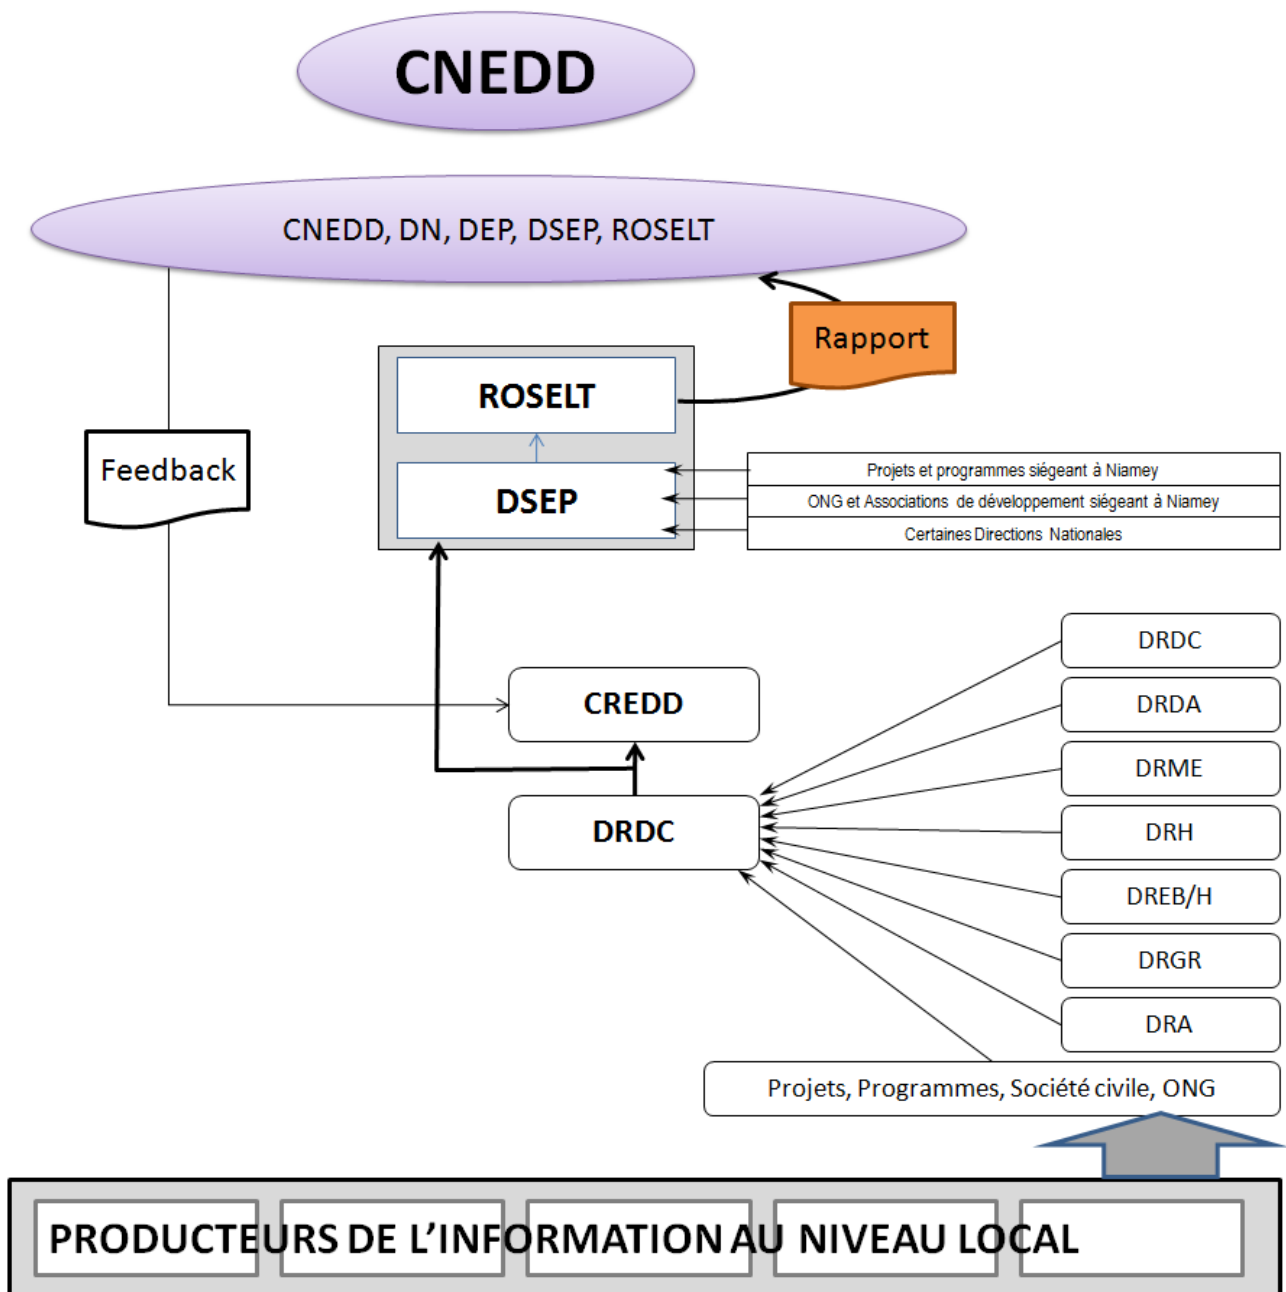 CNEDD
CNEDD, DN, DEP, DSEP, ROSELT
Rapport
ROSELT
Feedback
DSEP
Projets et programmes siégeant à Niamey
ONG et Associations de développement siégeant à Niamey
Certaines Directions Nationales
DRDC
CREDD
DRDA
DRME
DRDC
DRH
DREB/H
DRGR
DRA
Projets, Programmes, Société civile, ONG
PRODUCTEURS DE L’INFORMATION AU NIVEAU LOCAL